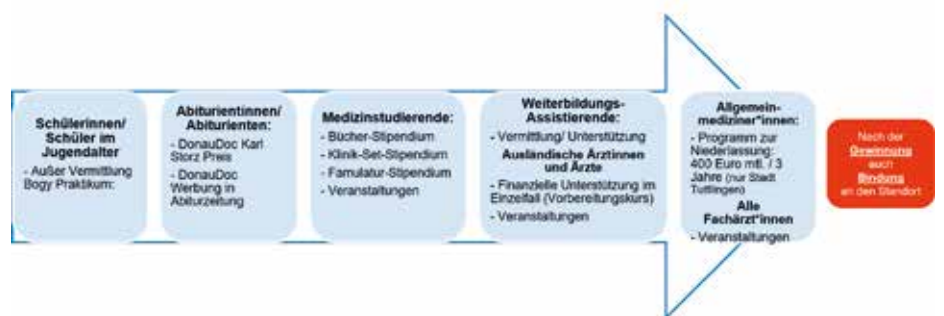 Schülerinnen/
Schüler im
Jugendalter
- Außer Vermittlung
Bogy Praktikum:
Abiturientinnen/
Abiturienten:
- DonauDoc Karl
Storz Preis
- DonauDoc
Werbung in
Abiturzeitung
Medizinstudierende:
- Bücher-Stipendium
- Klinik-Set-Stipendium
- Famulatur-Stipendium
- Veranstaltungen
Weiterbildungs-
Assistierende:
- Vermittlung/ Unterstützung
Ausländische Ärztinnen
und Ärzte
- Finanzielle Unterstützung im
Einzelfall (Vorbereitungskurs)
- Veranstaltungen
Allgemein-
mediziner*innen:
- Programm zur
Niederlassung:
400 Euro mtl. / 3
Jahre (nur Stadt
Tuttlingen)
Alle
Fachärzt*innen
- Veranstaltungen
Nach der
Gewinnung
auch
Bindung
an den Standort